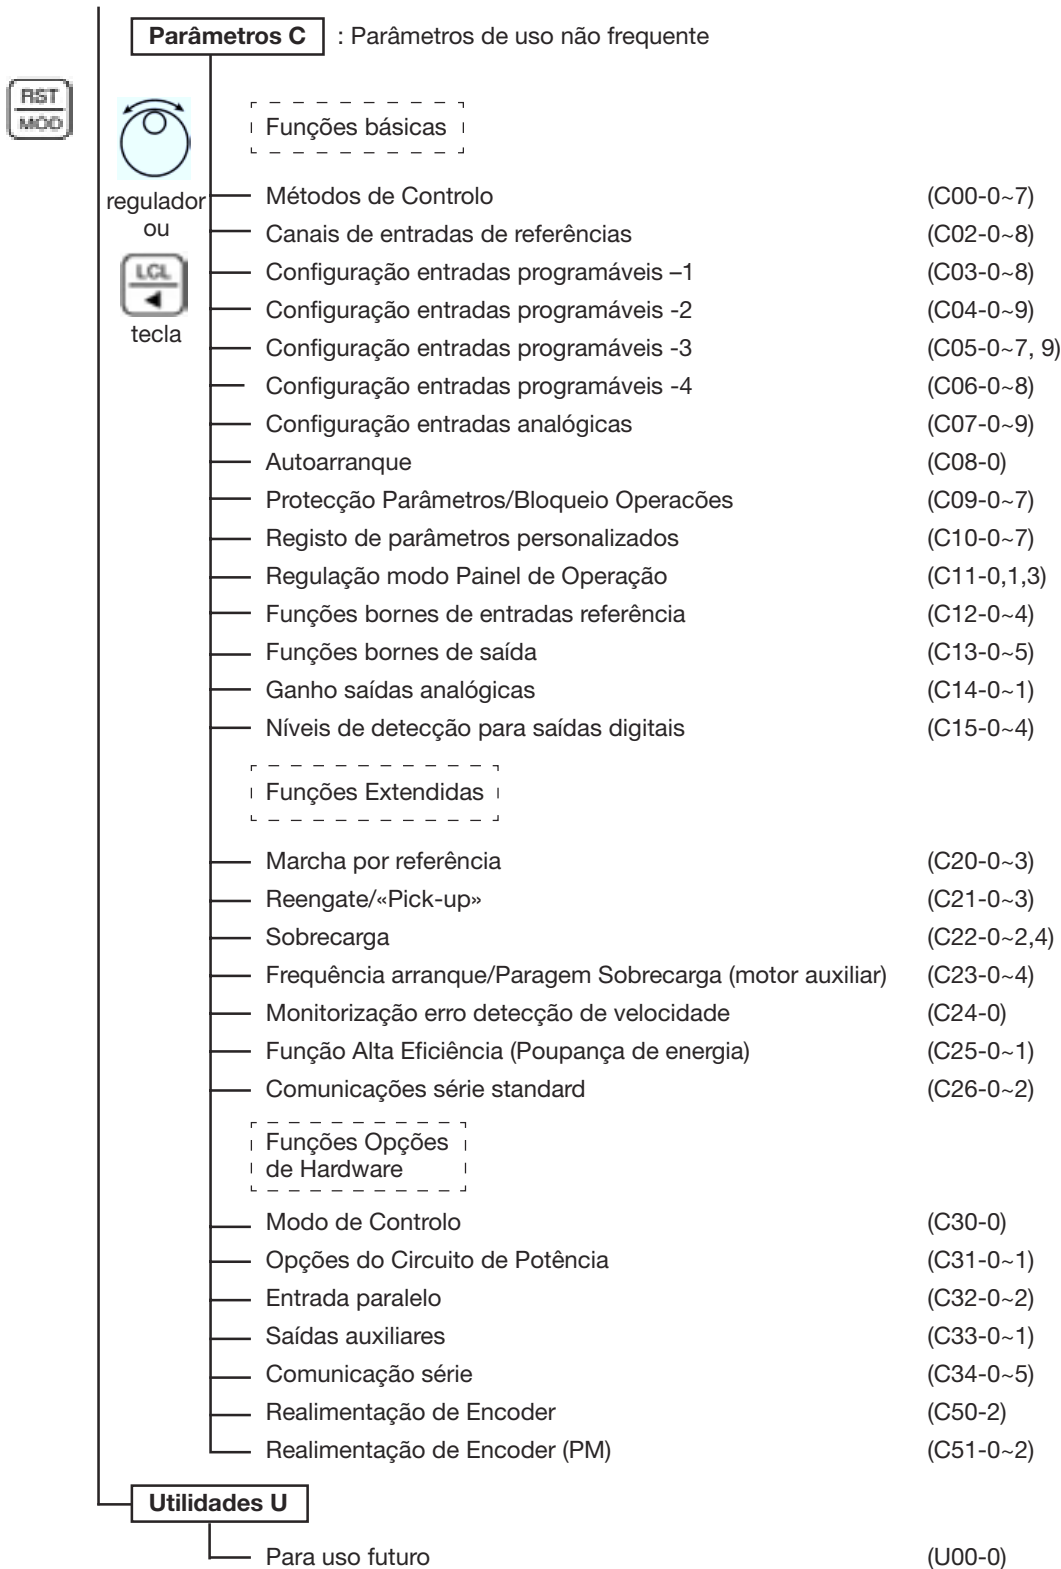 Parâmetros C : Parâmetros de uso não frequente
RST
MOD
Funções básicas
regulador
ou
LCL
tecla
Métodos de Controlo (C00-0~7)
Canais de entradas de referências (C02-0~8)
Configuração entradas programáveis –1 (C03-0~8)
Configuração entradas programáveis -2 (C04-0~9)
Configuração entradas programáveis -3 (C05-0~7, 9)
Configuração entradas programáveis -4 (C06-0~8)
Configuração entradas analógicas (C07-0~9)
Autoarranque (C08-0)
Protecção Parâmetros/Bloqueio Operacões (C09-0~7)
Registo de parâmetros personalizados (C10-0~7)
Regulação modo Painel de Operação (C11-0,1,3)
Funções bornes de entradas referência (C12-0~4)
Funções bornes de saída (C13-0~5)
Ganho saídas analógicas (C14-0~1)
Níveis de detecção para saídas digitais (C15-0~4)
Funções Extendidas
Marcha por referência (C20-0~3)
Reengate/«Pick-up» (C21-0~3)
Sobrecarga (C22-0~2,4)
Frequência arranque/Paragem Sobrecarga (motor auxiliar) (C23-0~4)
Monitorização erro detecção de velocidade (C24-0)
Função Alta Eficiência (Poupança de energia) (C25-0~1)
Comunicações série standard (C26-0~2)
Funções Opções
de Hardware
Modo de Controlo (C30-0)
Opções do Circuito de Potência (C31-0~1)
Entrada paralelo (C32-0~2)
Saídas auxiliares (C33-0~1)
Comunicação série (C34-0~5)
Realimentação de Encoder (C50-2)
Realimentação de Encoder (PM) (C51-0~2)
Utilidades U
Para uso futuro (U00-0)